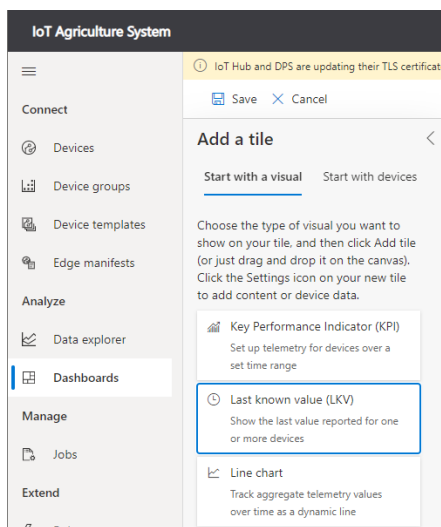 IoT Agriculture System
IoT Hub and DPS are updating their TLS certificat
Save
Cancel
Connect
Devices
Device groups
Device templates
Edge manifests
Analyze
Data explorer
Dashboards
Manage
Jobs
Extend
Add a tile
Start with a visual
Start with devices
Choose the type of visual you want to
show on your tile, and then click Add tile
(or just drag and drop it on the canvas).
Click the Settings icon on your new tile
to add content or device data.
Key Performance Indicator (KPI)
Set up telemetry for devices over a
set time range
Last known value (LKV)
Show the last value reported for one
or more devices
Line chart
Track aggregate telemetry values
over time as a dynamic line